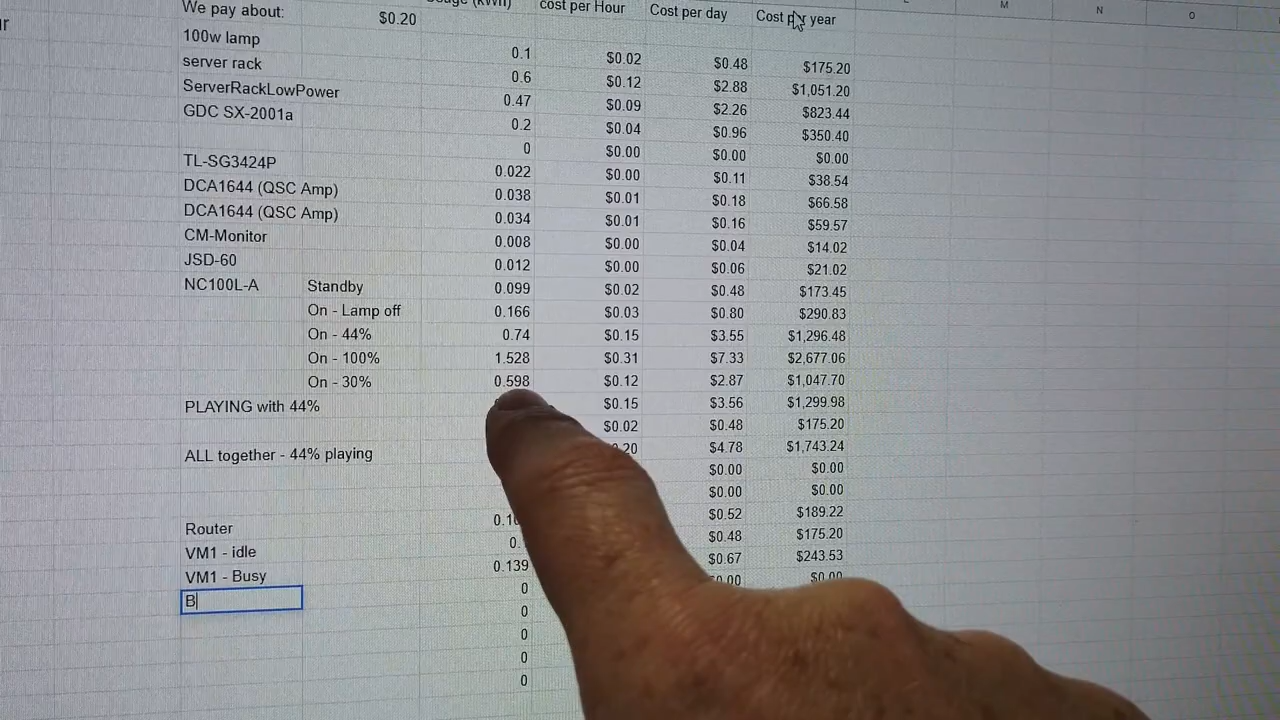 M N O
We pay about: $0.20 cost per Hour Cost per day Cost per year
100w lamp 0.1 $0.02 $0.48 $175.20
server rack 0.6 $0.12 $2.88 $1,051.20
ServerRackLowPower 0.47 $0.09 $2.26 $823.44
GDC SX-2001a 0.2 $0.04 $0.96 $350.40
0 $0.00 $0.00 $0.00
TL-SG3424P 0.022 $0.00 $0.11 $38.54
DCA1644 (QSC Amp) 0.038 $0.01 $0.18 $66.58
DCA1644 (QSC Amp) 0.034 $0.01 $0.16 $59.57
CM-Monitor 0.008 $0.00 $0.04 $14.02
JSD-60 0.012 $0.00 $0.06 $21.02
NC100L-A Standby 0.099 $0.02 $0.48 $173.45
On - Lamp off 0.166 $0.03 $0.80 $290.83
On - 44% 0.74 $0.15 $3.55 $1,296.48
On - 100% 1.528 $0.31 $7.33 $2,677.06
On - 30% 0.598 $0.12 $2.87 $1,047.70
PLAYING with 44% $0.15 $3.56 $1,299.98
$0.02 $0.48 $175.20
ALL together - 44% playing $4.78 $1,743.24
$0.00 $0.00
$0.00 $0.00
Router $0.52 $189.22
VM1 - idle $0.48 $175.20
VM1 - Busy 0.139 $0.67 $243.53
B 0 $0.00
0
0
0
0